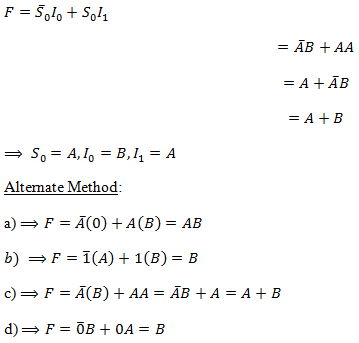 F = S̄₀I₀ + S₀I₁
= ĀB + AA
= A + ĀB
= A + B
⟹ S₀ = A, I₀ = B, I₁ = A
Alternate Method:
a) ⟹ F = Ā(0) + A(B) = AB
b) ⟹ F = 1̄(A) + 1(B) = B
c) ⟹ F = Ā(B) + AA = ĀB + A = A + B
d) ⟹ F = 0̄B + 0A = B